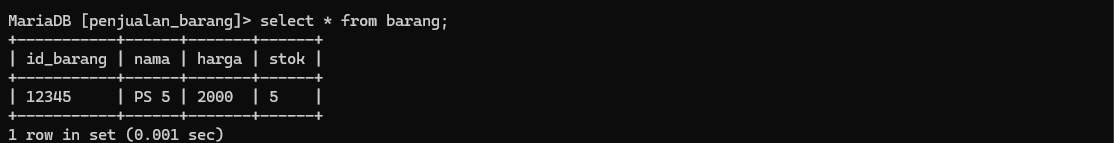 MariaDB [penjualan_barang]> select * from barang;
+-----------+------+-------+------+
| id_barang | nama | harga | stok |
+-----------+------+-------+------+
| 12345     | PS 5 | 2000  | 5    |
+-----------+------+-------+------+
1 row in set (0.001 sec)